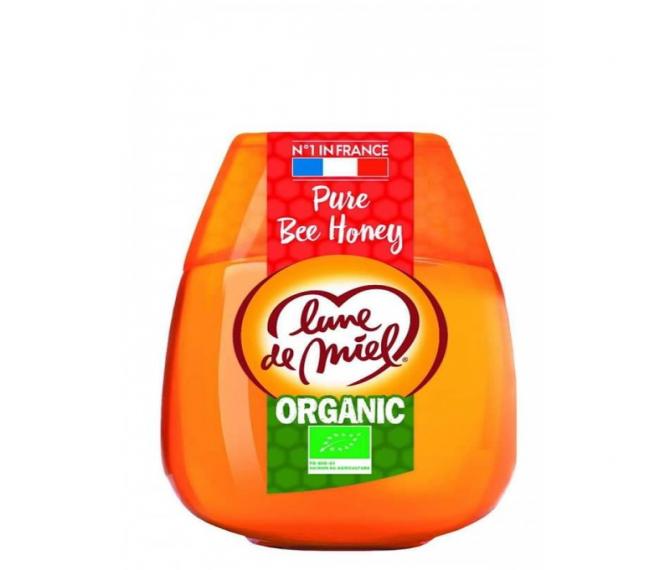 N°1 IN FRANCE
Pure
Bee Honey
lune
de miel®
ORGANIC